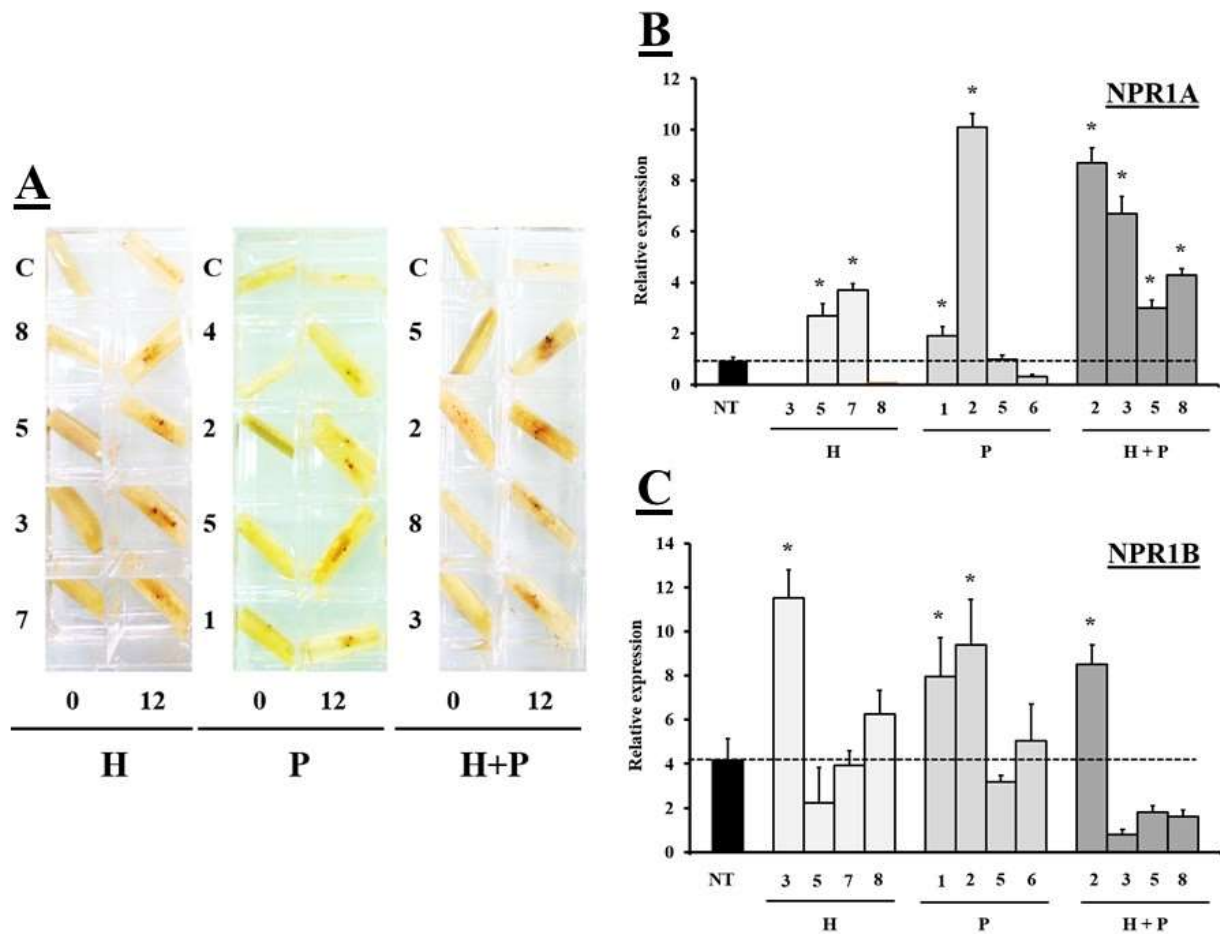 A
C C C
8 4 5
5 2 2
3 5 8
7 1 3
0 12 0 12 0 12
H P H+P
B
NPR1A
Relative expression
12
10
8
6
4
2
0
* * * * * * * *
NT 3 5 7 8 1 2 5 6 2 3 5 8
H P H + P
C
NPR1B
Relative expression
14
12
10
8
6
4
2
0
* * * *
NT 3 5 7 8 1 2 5 6 2 3 5 8
H P H + P